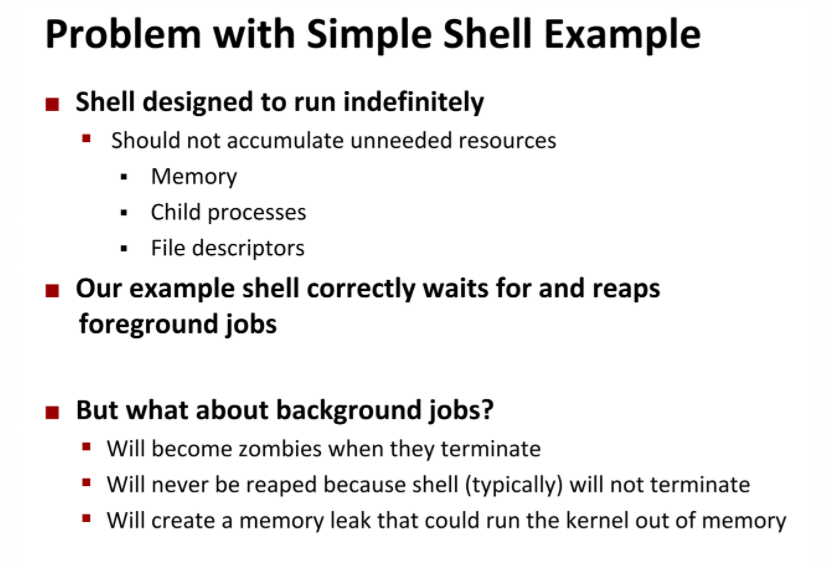 Problem with Simple Shell Example
Shell designed to run indefinitely
Should not accumulate unneeded resources
Memory
Child processes
File descriptors
Our example shell correctly waits for and reaps
foreground jobs
But what about background jobs?
Will become zombies when they terminate
Will never be reaped because shell (typically) will not terminate
Will create a memory leak that could run the kernel out of memory